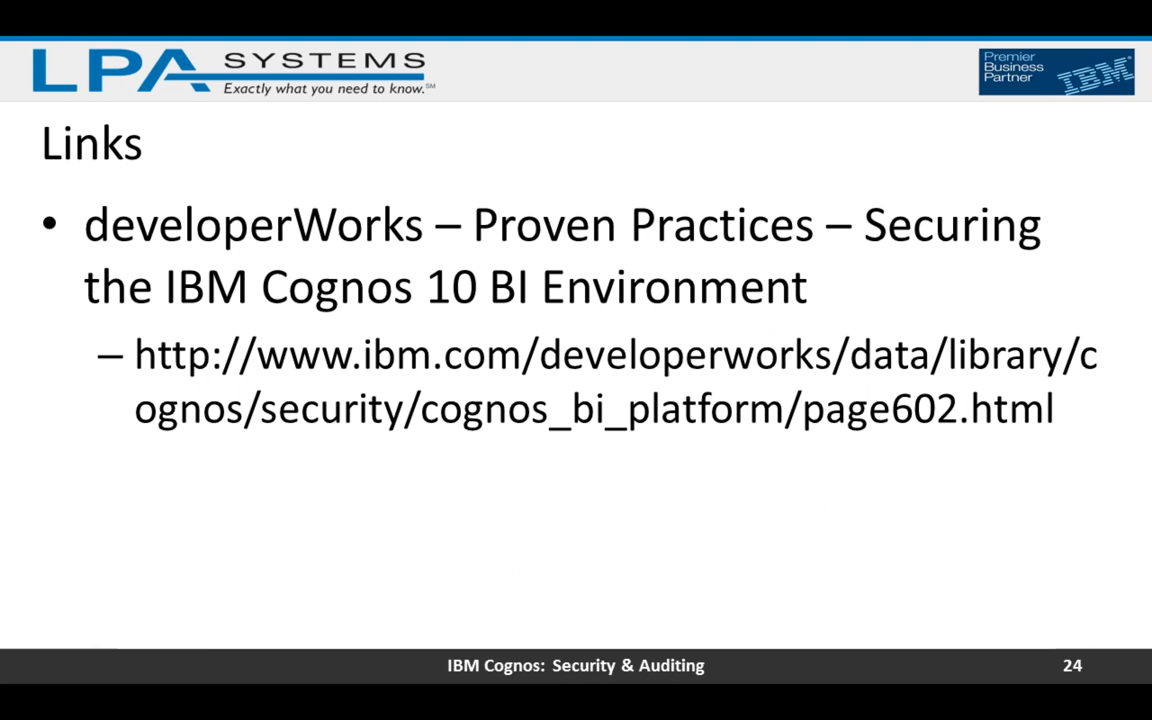 LPA SYSTEMS
Exactly what you need to know.℠
Premier
Business
Partner
IBM
Links
• developerWorks – Proven Practices – Securing
the IBM Cognos 10 BI Environment
– http://www.ibm.com/developerworks/data/library/c
ognos/security/cognos_bi_platform/page602.html
IBM Cognos: Security & Auditing
24